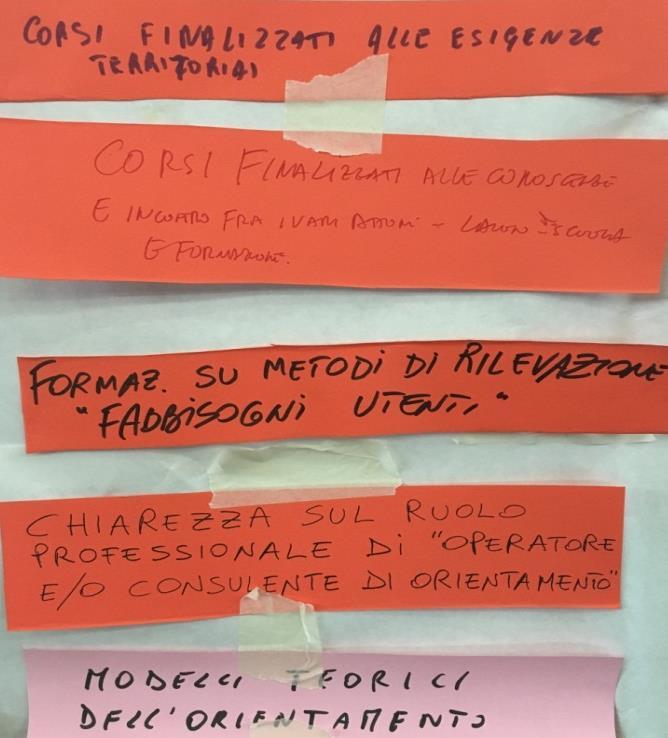 CORSI FINALIZZATI ALLE ESIGENZE
TERRITORIAI
CORSI FINALIZZATI ALLE CONOSCENZE
E INCONTRO FRA I VARI ATTORI - LAVORO - SCUOLA
E FORMAZIONE.
FORMAZ. SU METODI DI RILEVAZIONE
"FABBISOGNI UTENTI"
CHIAREZZA SUL RUOLO
PROFESSIONALE DI "OPERATORE
E/O CONSULENTE DI ORIENTAMENTO"
MODELLI TEORICI
DELL'ORIENTAMENTO